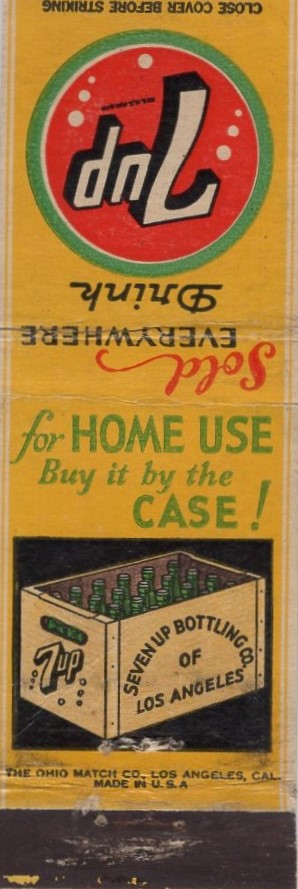 CLOSE COVER BEFORE STRIKING
7up
Drink
EVERYWHERE
Sold
for HOME USE
Buy it by the
CASE!
7up
SEVEN UP BOTTLING CO.
OF
LOS ANGELES
THE OHIO MATCH CO., LOS ANGELES, CAL.
MADE IN U.S.A